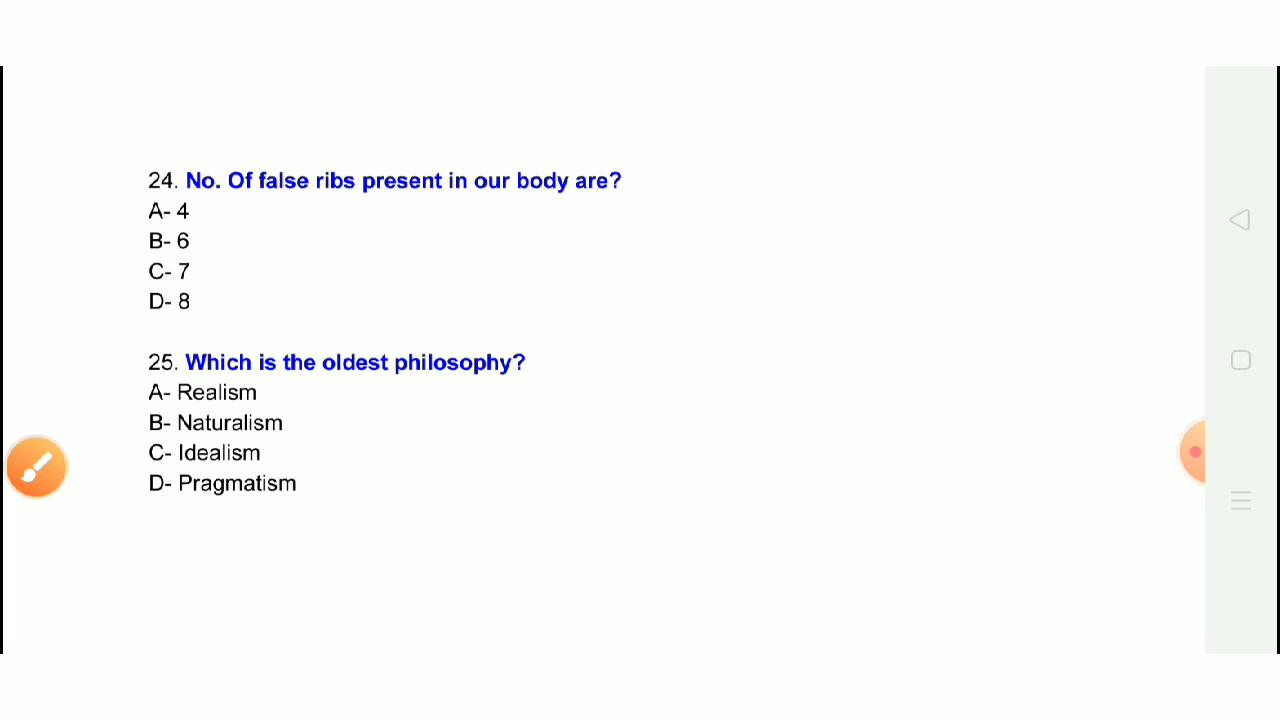 24. No. Of false ribs present in our body are?
A- 4
B- 6
C- 7
D- 8
25. Which is the oldest philosophy?
A- Realism
B- Naturalism
C- Idealism
D- Pragmatism